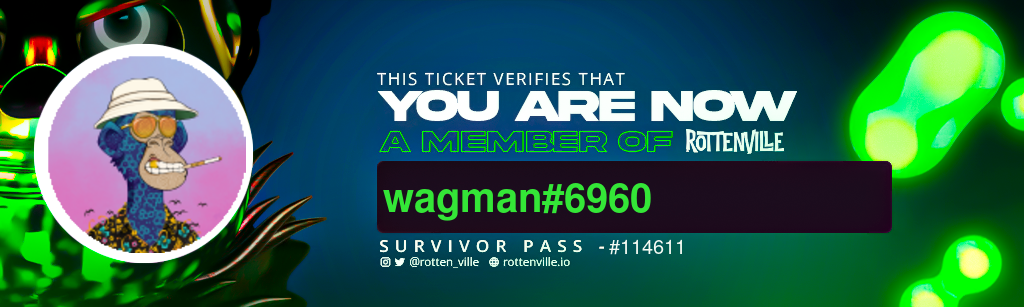 THIS TICKET VERIFIES THAT
YOU ARE NOW
A MEMBER OF ROTTENVILLE
wagman#6960
SURVIVOR PASS - #114611
@rotten_ville rottenville.io